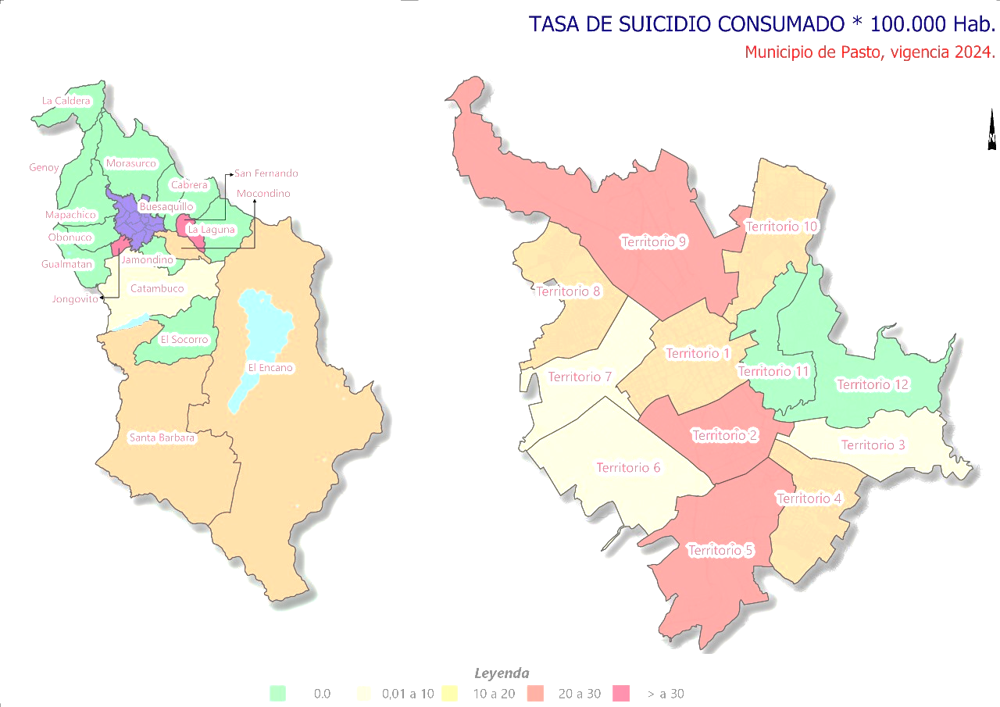 TASA DE SUICIDIO CONSUMADO * 100.000 Hab.
Municipio de Pasto, vigencia 2024.
La Caldera
Genoy
Morasurco
San Fernando
Cabrera
Mocondino
Buesaquillo
Mapachico
La Laguna
Obonuco
Jamondino
Gualmatan
Catambuco
Jongovito
El Socorro
El Encano
Santa Barbara
N
Territorio 10
Territorio 9
Territorio 8
Territorio 1
Territorio 7
Territorio 11
Territorio 12
Territorio 2
Territorio 3
Territorio 6
Territorio 4
Territorio 5
Leyenda
0.0
0,01 a 10
10 a 20
20 a 30
> a 30